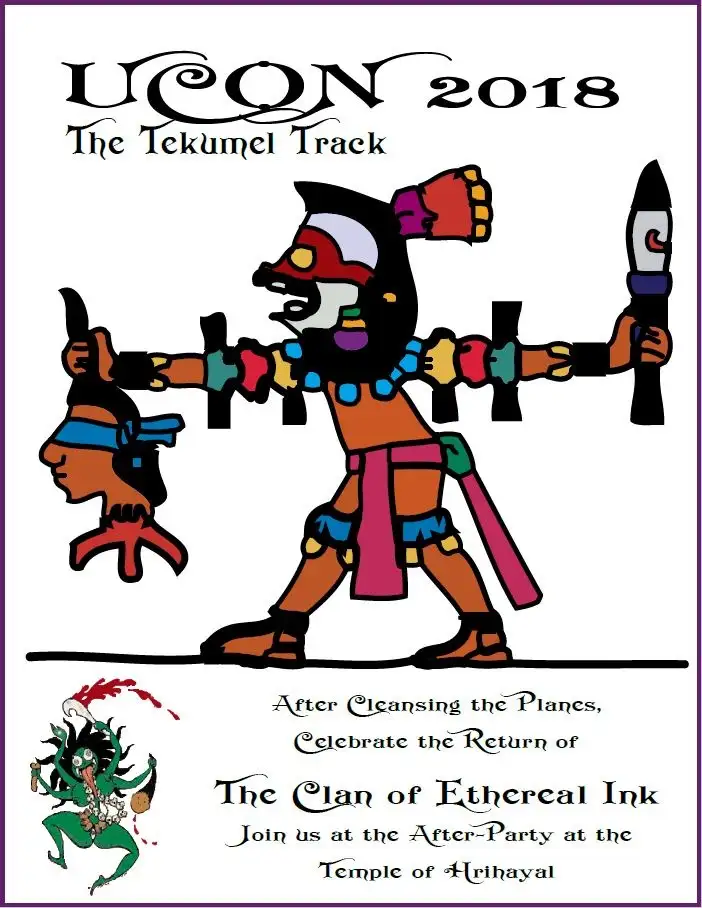 UCON 2018
The Tekumel Track
After Cleansing the Planes,
Celebrate the Return of
The Clan of Ethereal Ink
Join us at the After-Party at the
Temple of Hrihayal